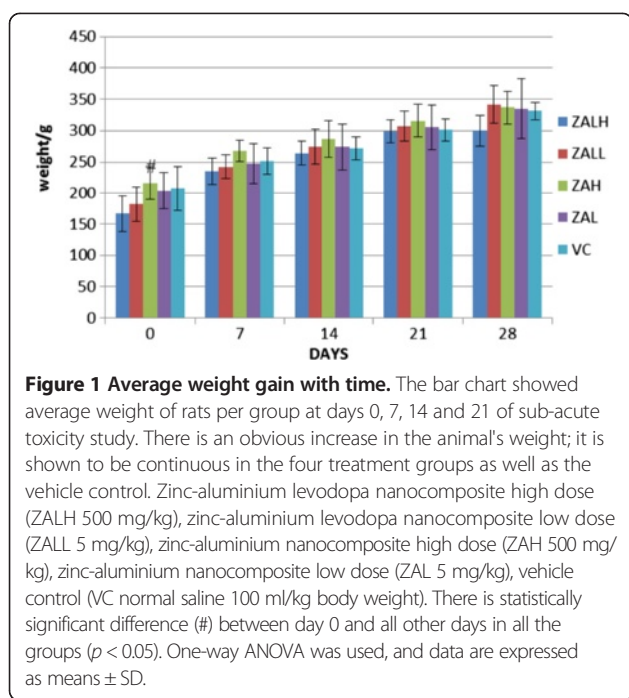 450
400
350
300
250
200
150
100
50
0
weight/g
#
0 7 14 21 28
DAYS
ZALH
ZALL
ZAH
ZAL
VC
Figure 1 Average weight gain with time. The bar chart showed
average weight of rats per group at days 0, 7, 14 and 21 of sub-acute
toxicity study. There is an obvious increase in the animal's weight; it is
shown to be continuous in the four treatment groups as well as the
vehicle control. Zinc-aluminium levodopa nanocomposite high dose
(ZALH 500 mg/kg), zinc-aluminium levodopa nanocomposite low dose
(ZALL 5 mg/kg), zinc-aluminium nanocomposite high dose (ZAH 500 mg/
kg), zinc-aluminium nanocomposite low dose (ZAL 5 mg/kg), vehicle
control (VC normal saline 100 ml/kg body weight). There is statistically
significant difference (#) between day 0 and all other days in all the
groups (p < 0.05). One-way ANOVA was used, and data are expressed
as means ± SD.